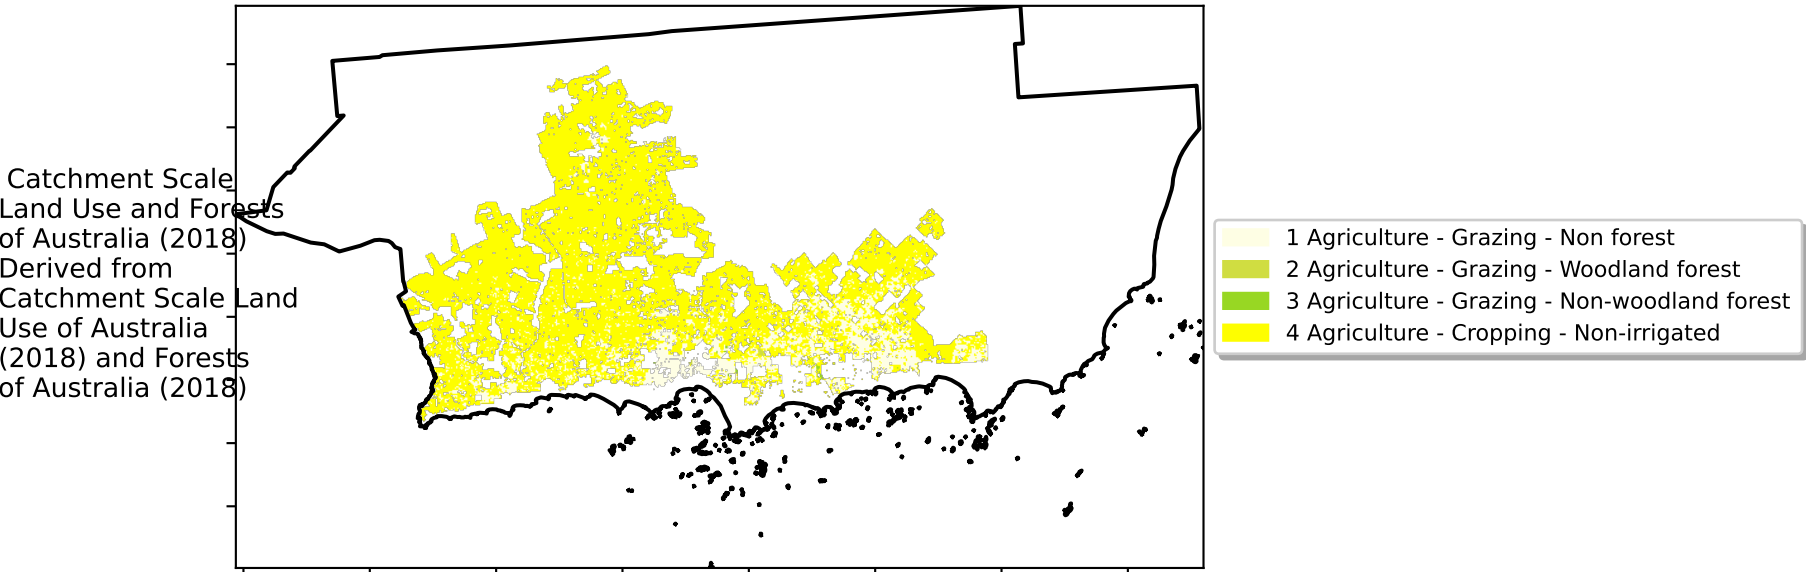 Catchment Scale
Land Use and Forests
of Australia (2018)
Derived from
Catchment Scale Land
Use of Australia
(2018) and Forests
of Australia (2018)
1 Agriculture - Grazing - Non forest
2 Agriculture - Grazing - Woodland forest
3 Agriculture - Grazing - Non-woodland forest
4 Agriculture - Cropping - Non-irrigated